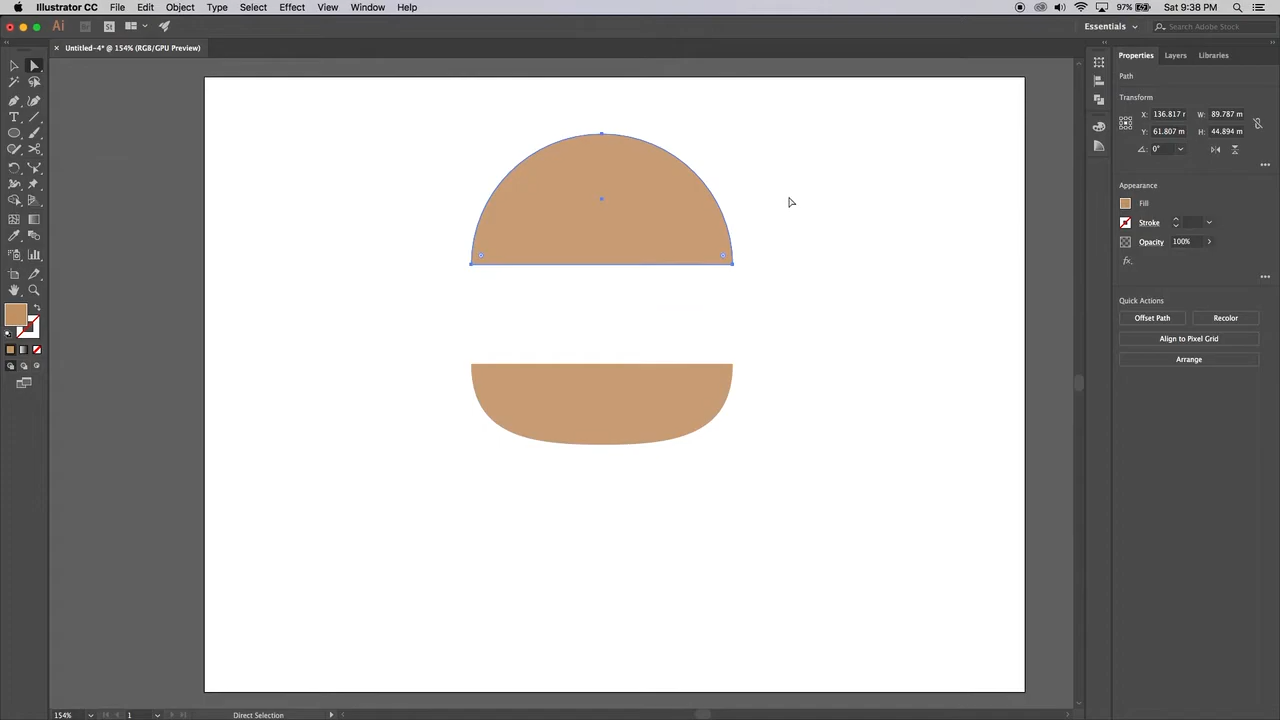 Illustrator CC File Edit Object Type Select Effect View Window Help 97% Sat 9:38 PM
Ai Br St Essentials Search Adobe Stock
× Untitled-4* @ 154% (RGB/GPU Preview)
Properties Layers Libraries
Path
Transform
X: 136.817 r W: 89.787 m
Y: 61.807 m H: 44.894 m
0°
Appearance
Fill
Stroke
Opacity 100%
fx.
Quick Actions
Offset Path Recolor
Align to Pixel Grid
Arrange
154% 1 Direct Selection